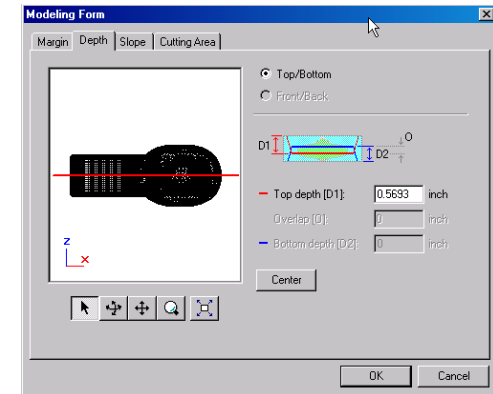 Modeling Form
Margin Depth Slope Cutting Area
Top/Bottom
Front/Back
D1 D2 O
Top depth [D1]: 0.5693 inch
Overlap [O]: 0 inch
Bottom depth [D2]: 0 inch
Z
X
Center
OK Cancel